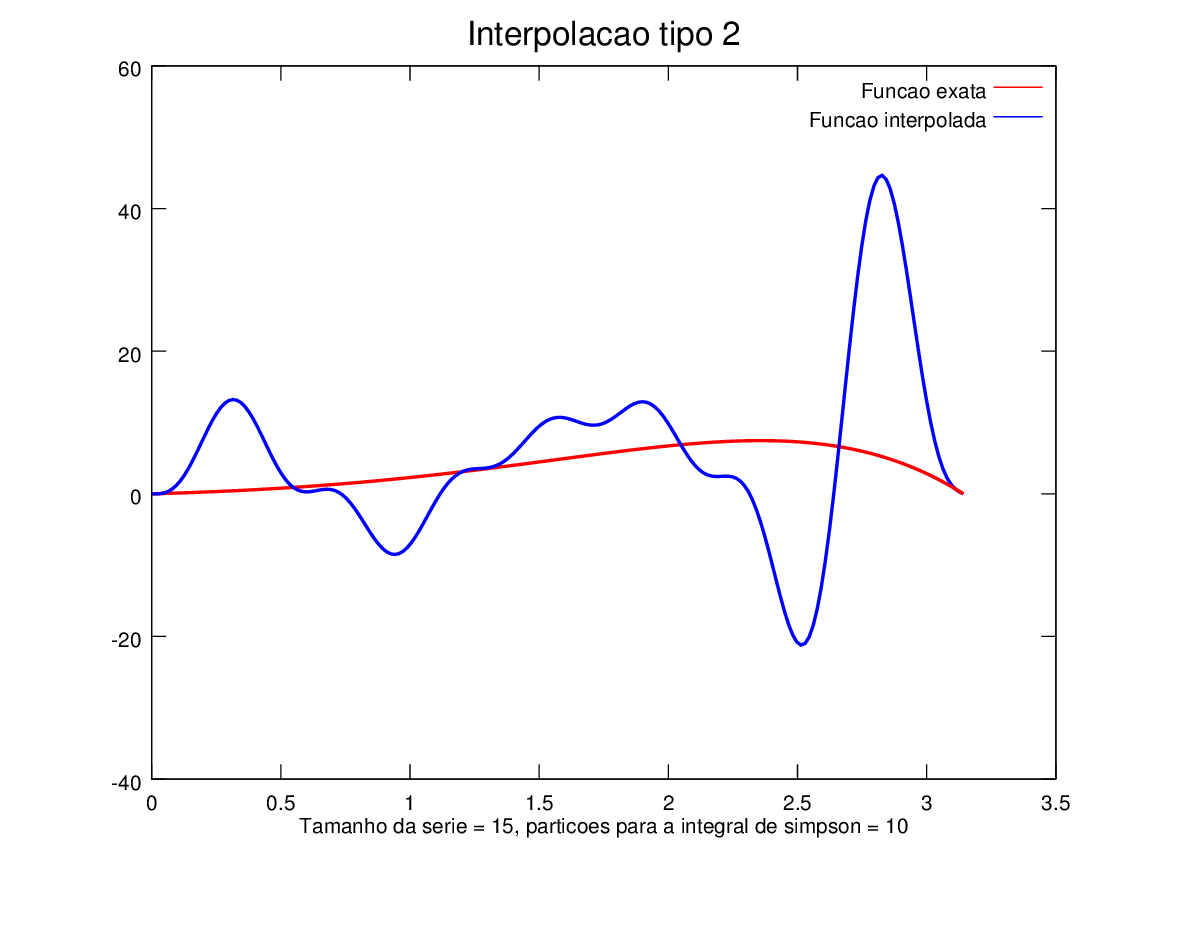 Interpolacao tipo 2
60
Funcao exata
Funcao interpolada
40
20
0
-20
-40
0 0.5 1 1.5 2 2.5 3 3.5
Tamanho da serie = 15, particoes para a integral de simpson = 10